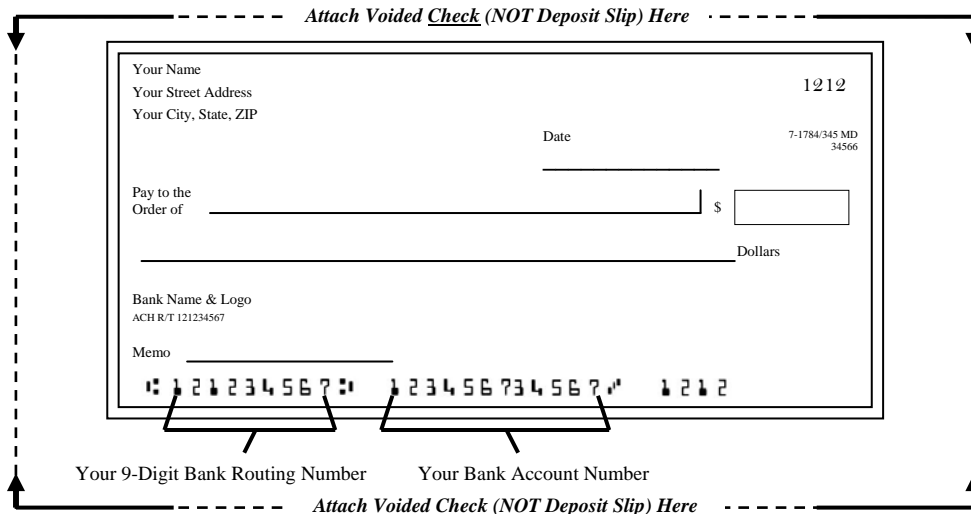 Attach Voided Check (NOT Deposit Slip) Here
Your Name
1212
Your Street Address
Your City, State, ZIP
Date
7-1784/345 MD
34566
Pay to the
Order of
$
Dollars
Bank Name & Logo
ACH R/T 121234567
Memo
⑆121234567⑆ 123456734567⑈ 1212
Your 9-Digit Bank Routing Number Your Bank Account Number
Attach Voided Check (NOT Deposit Slip) Here